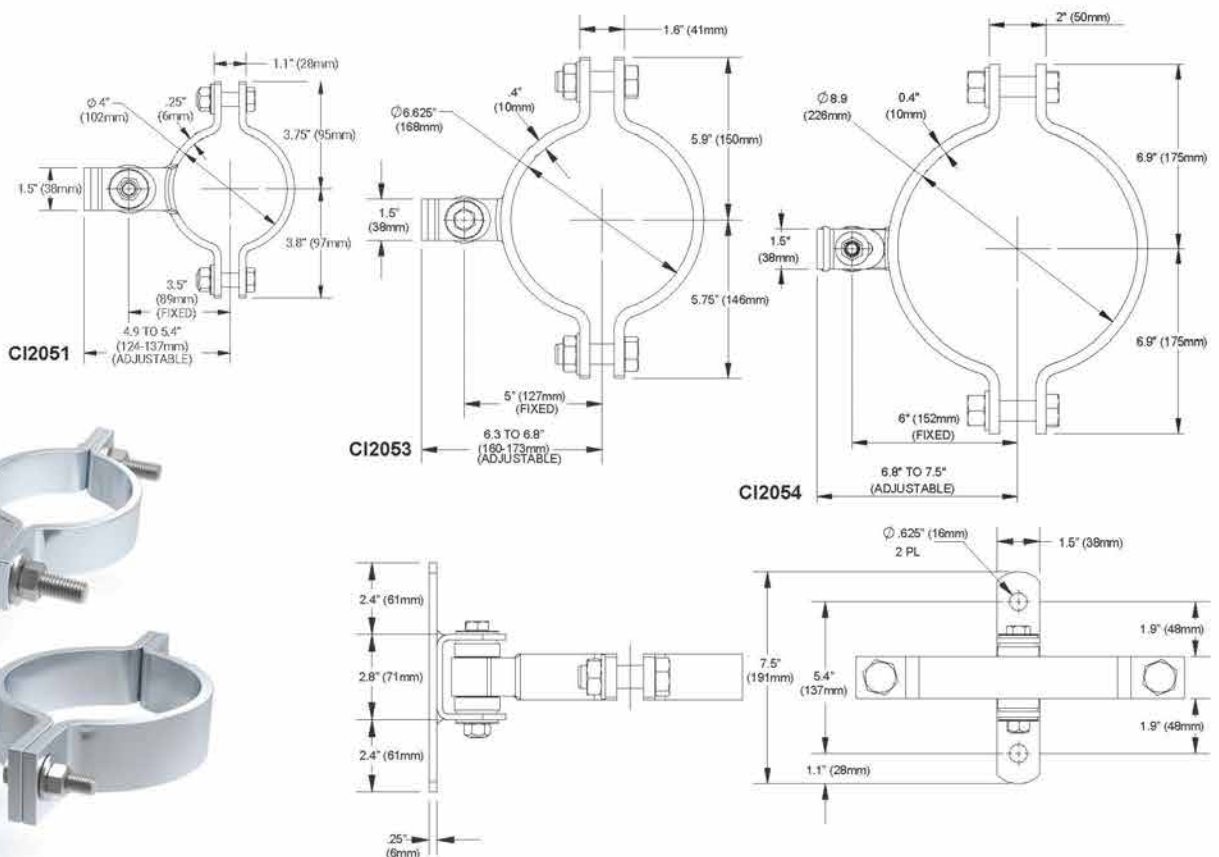 1.1" (28mm)
Ø 4"
(102mm)
.25"
(6mm)
3.75" (95mm)
1.5" (38mm)
3.8" (97mm)
3.5"
(89mm)
(FIXED)
4.9 TO 5.4"
(124-137mm)
(ADJUSTABLE)
CI2051
1.6" (41mm)
.4"
(10mm)
Ø6.625"
(168mm)
5.9" (150mm)
1.5"
(38mm)
5.75" (146mm)
5" (127mm)
(FIXED)
6.3 TO 6.8"
(160-173mm)
(ADJUSTABLE)
CI2053
2" (50mm)
Ø8.9
(226mm)
0.4"
(10mm)
6.9" (175mm)
1.5"
(38mm)
6.9" (175mm)
6" (152mm)
(FIXED)
6.8" TO 7.5"
(ADJUSTABLE)
CI2054
2.4" (61mm)
2.8" (71mm)
2.4" (61mm)
.25"
(6mm)
Ø .625" (16mm)
2 PL
1.5" (38mm)
7.5"
(191mm)
5.4"
(137mm)
1.9" (48mm)
1.9" (48mm)
1.1" (28mm)